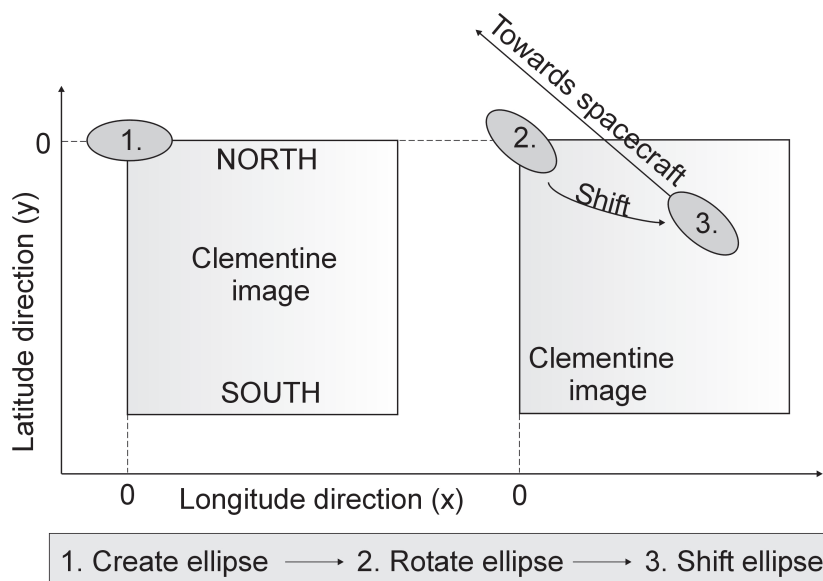 Towards spacecraft
1.
2.
0
NORTH
Shift
3.
Clementine
image
Clementine
image
SOUTH
Latitude direction (y)
0
Longitude direction (x)
0
1. Create ellipse → 2. Rotate ellipse → 3. Shift ellipse